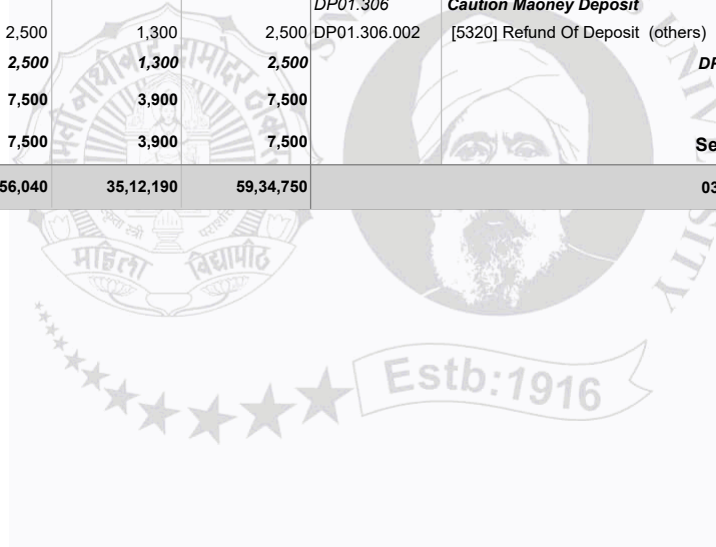 DP01.306 Caution Maoney Deposit
2,500 1,300 2,500 DP01.306.002 [5320] Refund Of Deposit (others)
2,500 1,300 2,500 DP
7,500 3,900 7,500
7,500 3,900 7,500 Se
56,040 35,12,190 59,34,750 03
महिला विद्यापीठ
Estb:1916